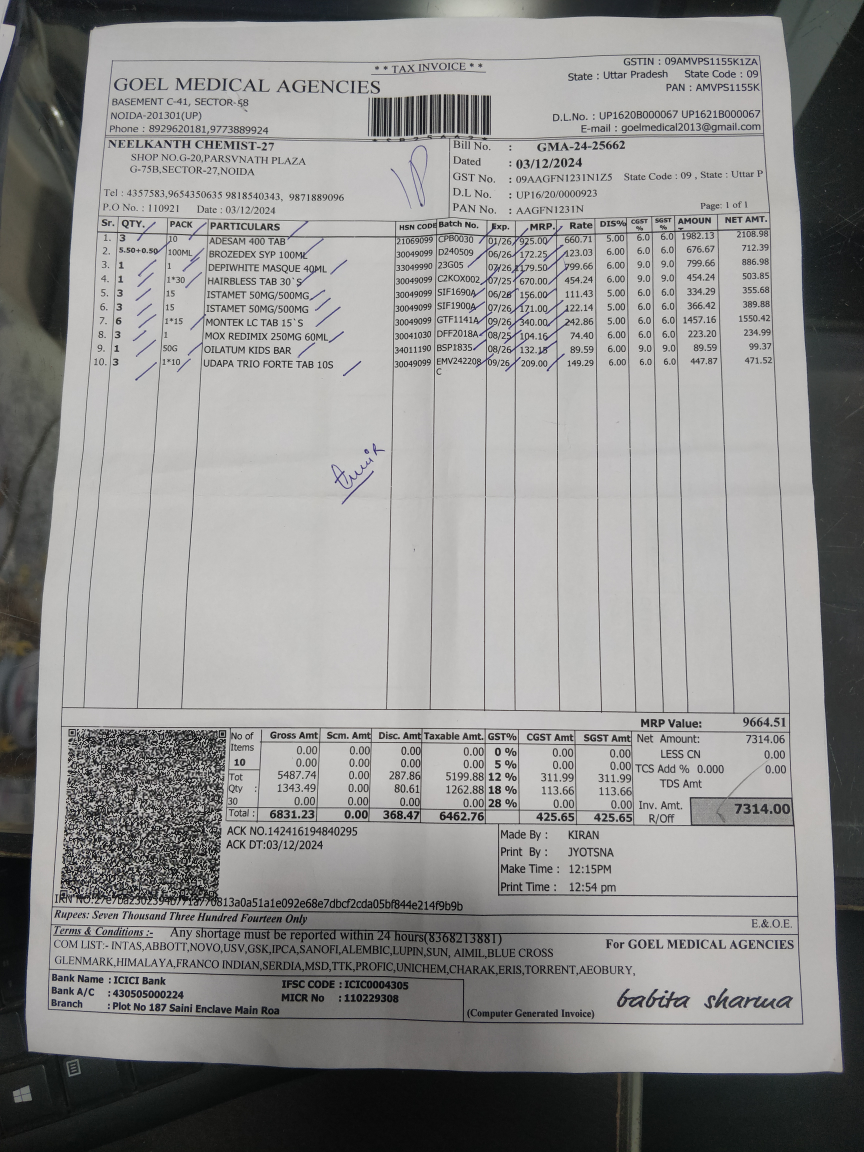 * * TAX INVOICE * *
GSTIN : 09AMVPS1155K1ZA
State : Uttar Pradesh State Code : 09
PAN : AMVPS1155K
GOEL MEDICAL AGENCIES
BASEMENT C-41, SECTOR-58
NOIDA-201301(UP)
Phone : 8929620181,9773889924
D.L.No. : UP1620B000067 UP1621B000067
E-mail : goelmedical2013@gmail.com
NEELKANTH CHEMIST-27
SHOP NO.G-20,PARSVNATH PLAZA
G-75B,SECTOR-27,NOIDA
Tel : 4357583,9654350635 9818540343, 9871889096
P.O No. : 110921 Date : 03/12/2024
Bill No. : GMA-24-25662
Dated : 03/12/2024
GST No. : 09AAGFN1231N1Z5 State Code : 09 , State : Uttar P
D.L No. : UP16/20/0000923
PAN No. : AAGFN1231N Page: 1 of 1
Sr. QTY. PACK PARTICULARS HSN CODE Batch No. Exp. MRP. Rate DIS% CGST % SGST % AMOUN NET AMT.
1. 3 10 ADESAM 400 TAB 21069099 CPB0030 01/26 925.00 660.71 5.00 6.0 6.0 1982.13 2108.98
2. 5.50+0.50 100ML BROZEDEX SYP 100ML 30049099 D240509 06/26 172.25 123.03 6.00 6.0 6.0 676.67 712.39
3. 1 1 DEPIWHITE MASQUE 40ML 33049990 23G05 07/26 1179.50 799.66 6.00 9.0 9.0 799.66 886.98
4. 1 1*30 HAIRBLESS TAB 30`S 30049099 C2KOX002 07/25 670.00 454.24 6.00 9.0 9.0 454.24 503.85
5. 3 15 ISTAMET 50MG/500MG 30049099 SIF1690A 06/26 156.00 111.43 5.00 6.0 6.0 334.29 355.68
6. 3 15 ISTAMET 50MG/500MG 30049099 SIF1900A 07/26 171.00 122.14 5.00 6.0 6.0 366.42 389.88
7. 6 1*15 MONTEK LC TAB 15`S 30049099 GTF1141A 09/26 340.00 242.86 5.00 6.0 6.0 1457.16 1550.42
8. 3 1 MOX REDIMIX 250MG 60ML 30041030 DFF2018A 08/25 104.16 74.40 6.00 6.0 6.0 223.20 234.99
9. 1 50G OILATUM KIDS BAR 34011190 BSP1835 08/26 132.15 89.59 6.00 9.0 9.0 89.59 99.37
10. 3 1*10 UDAPA TRIO FORTE TAB 10S 30049099 EMV242208 09/26 209.00 149.29 6.00 6.0 6.0 447.87 471.52
C
Amir
MRP Value: 9664.51
No of Items 10 Tot Qty : 30
Gross Amt Scm. Amt Disc. Amt Taxable Amt. GST% CGST Amt SGST Amt
0.00 0.00 0.00 0.00 0 % 0.00 0.00
0.00 0.00 0.00 0.00 5 % 0.00 0.00
5487.74 0.00 287.86 5199.88 12 % 311.99 311.99
1343.49 0.00 80.61 1262.88 18 % 113.66 113.66
0.00 0.00 0.00 0.00 28 % 0.00 0.00
Total : 6831.23 0.00 368.47 6462.76 425.65 425.65
Net Amount: 7314.06
LESS CN 0.00
TCS Add % 0.000 0.00
TDS Amt
Inv. Amt. R/Off 7314.00
ACK NO.142416194840295
ACK DT:03/12/2024
Made By : KIRAN
Print By : JYOTSNA
Make Time : 12:15PM
Print Time : 12:54 pm
Rupees: Seven Thousand Three Hundred Fourteen Only
E.&.O.E.
Terms & Conditions :- Any shortage must be reported within 24 hours(8368213881)
COM LIST:- INTAS,ABBOTT,NOVO,USV,GSK,IPCA,SANOFI,ALEMBIC,LUPIN,SUN, AIMIL,BLUE CROSS
GLENMARK,HIMALAYA,FRANCO INDIAN,SERDIA,MSD,TTK,PROFIC,UNICHEM,CHARAK,ERIS,TORRENT,AEOBURY,
For GOEL MEDICAL AGENCIES
Bank Name : ICICI Bank
Bank A/C : 430505000224
Branch : Plot No 187 Saini Enclave Main Roa
IFSC CODE : ICIC0004305
MICR No : 110229308
(Computer Generated Invoice)
babita sharma